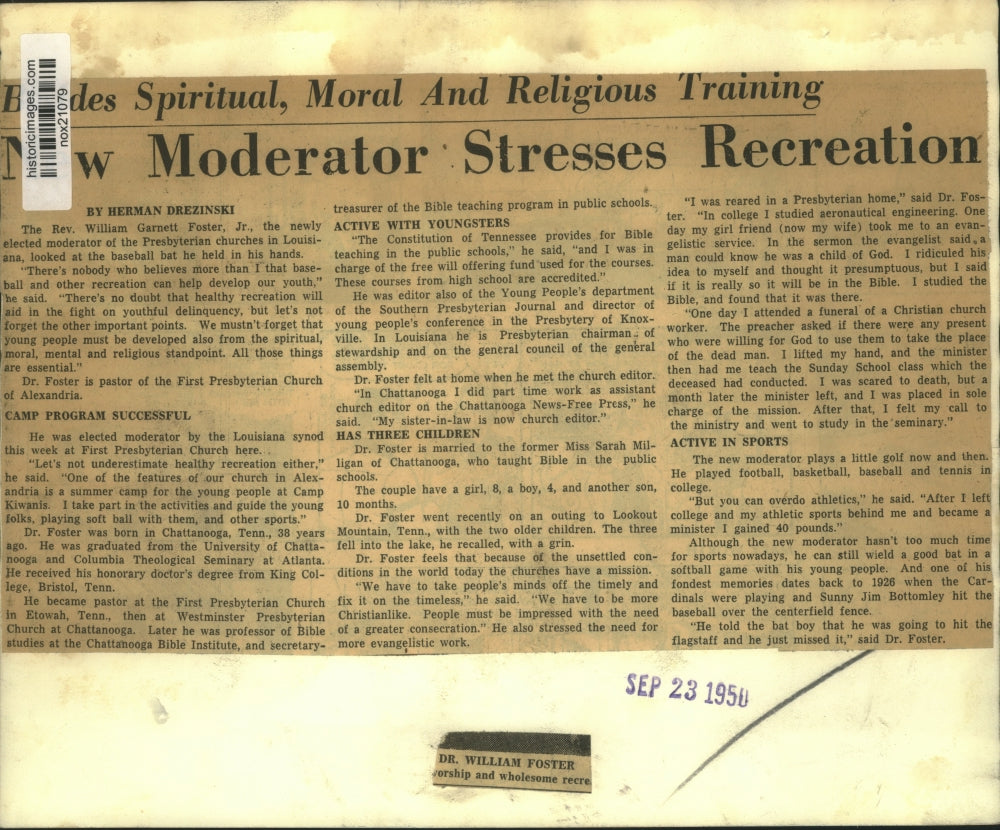 historicimages.com
nox21079
des Spiritual, Moral And Religious Training
w Moderator Stresses Recreation
BY HERMAN DREZINSKI
The Rev. William Garnett Foster, Jr., the newly
elected moderator of the Presbyterian churches in Louisi-
ana, looked at the baseball bat he held in his hands.
"There's nobody who believes more than I that base-
ball and other recreation can help develop our youth,"
he said. "There's no doubt that healthy recreation will
aid in the fight on youthful delinquency, but let's not
forget the other important points. We mustn't forget that
young people must be developed also from the spiritual,
moral, mental and religious standpoint. All those things
are essential."
Dr. Foster is pastor of the First Presbyterian Church
of Alexandria.
CAMP PROGRAM SUCCESSFUL
He was elected moderator by the Louisiana synod
this week at First Presbyterian Church here.
"Let's not underestimate healthy recreation either,"
he said. "One of the features of our church in Alex-
andria is a summer camp for the young people at Camp
Kiwanis. I take part in the activities and guide the young
folks, playing soft ball with them, and other sports."
Dr. Foster was born in Chattanooga, Tenn., 38 years
ago. He was graduated from the University of Chatta-
nooga and Columbia Theological Seminary at Atlanta.
He received his honorary doctor's degree from King Col-
lege, Bristol, Tenn.
He became pastor at the First Presbyterian Church
in Etowah, Tenn., then at Westminster Presbyterian
Church at Chattanooga. Later he was professor of Bible
studies at the Chattanooga Bible Institute, and secretary-
treasurer of the Bible teaching program in public schools.
ACTIVE WITH YOUNGSTERS
"The Constitution of Tennessee provides for Bible
teaching in the public schools," he said, "and I was in
charge of the free will offering fund used for the courses.
These courses from high school are accredited."
He was editor also of the Young People's department
of the Southern Presbyterian Journal and director of
young people's conference in the Presbytery of Knox-
ville. In Louisiana he is Presbyterian chairman of
stewardship and on the general council of the general
assembly.
Dr. Foster felt at home when he met the church editor.
"In Chattanooga I did part time work as assistant
church editor on the Chattanooga News-Free Press," he
said. "My sister-in-law is now church editor."
HAS THREE CHILDREN
Dr. Foster is married to the former Miss Sarah Mil-
ligan of Chattanooga, who taught Bible in the public
schools.
The couple have a girl, 8, a boy, 4, and another son,
10 months.
Dr. Foster went recently on an outing to Lookout
Mountain, Tenn., with the two older children. The three
fell into the lake, he recalled, with a grin.
Dr. Foster feels that because of the unsettled con-
ditions in the world today the churches have a mission.
"We have to take people's minds off the timely and
fix it on the timeless," he said. "We have to be more
Christianlike. People must be impressed with the need
of a greater consecration." He also stressed the need for
more evangelistic work.
"I was reared in a Presbyterian home," said Dr. Fos-
ter. "In college I studied aeronautical engineering. One
day my girl friend (now my wife) took me to an evan-
gelistic service. In the sermon the evangelist said a
man could know he was a child of God. I ridiculed his
idea to myself and thought it presumptuous, but I said
if it is really so it will be in the Bible. I studied the
Bible, and found that it was there.
"One day I attended a funeral of a Christian church
worker. The preacher asked if there were any present
who were willing for God to use them to take the place
of the dead man. I lifted my hand, and the minister
then had me teach the Sunday School class which the
deceased had conducted. I was scared to death, but a
month later the minister left, and I was placed in sole
charge of the mission. After that, I felt my call to
the ministry and went to study in the seminary."
ACTIVE IN SPORTS
The new moderator plays a little golf now and then.
He played football, basketball, baseball and tennis in
college.
"But you can overdo athletics," he said. "After I left
college and my athletic sports behind me and became a
minister I gained 40 pounds."
Although the new moderator hasn't too much time
for sports nowadays, he can still wield a good bat in a
softball game with his young people. And one of his
fondest memories dates back to 1926 when the Car-
dinals were playing and Sunny Jim Bottomley hit the
baseball over the centerfield fence.
"He told the bat boy that he was going to hit the
flagstaff and he just missed it," said Dr. Foster.
SEP 23 1950
DR. WILLIAM FOSTER
orship and wholesome recre